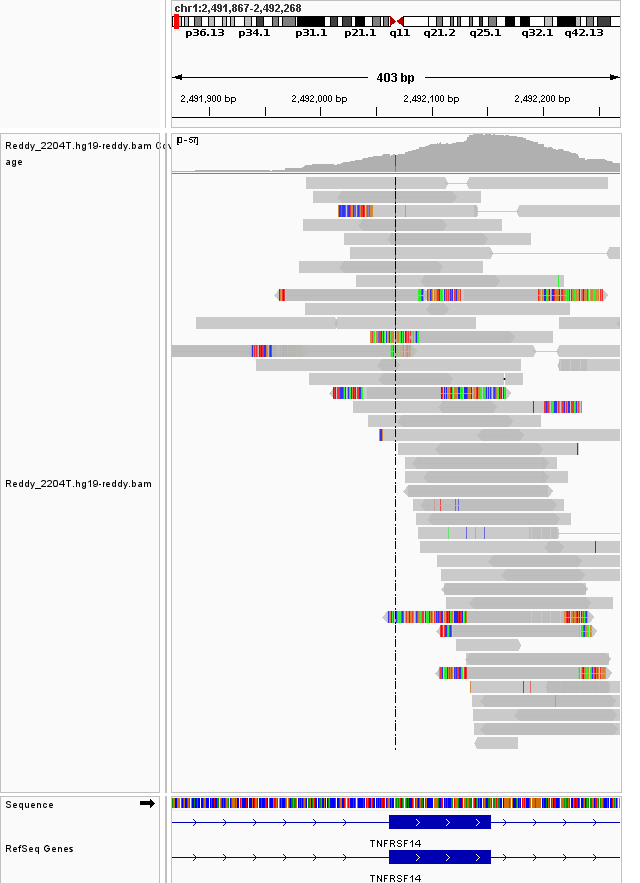 chr1:2,491,867-2,492,268
p36.13 p34.1 p31.1 p21.1 q11 q21.2 q25.1 q32.1 q42.13
403 bp
2,491,900 bp 2,492,000 bp 2,492,100 bp 2,492,200 bp
[0-57]
Reddy_2204T.hg19-reddy.bam Cov
age
Reddy_2204T.hg19-reddy.bam
Sequence
TNFRSF14
RefSeq Genes
TNFRSF14